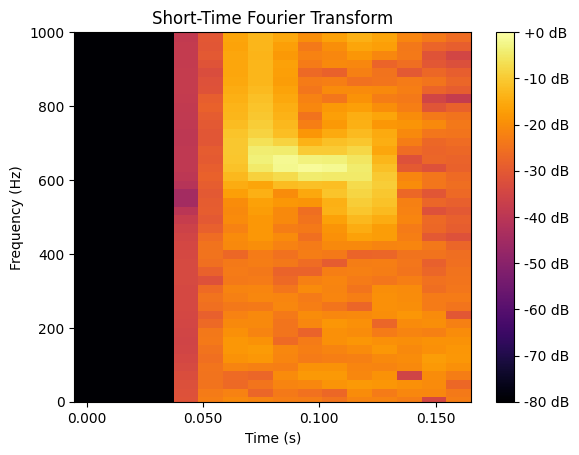 Short-Time Fourier Transform
1000
800
600
400
200
0
Frequency (Hz)
0.000
0.050
0.100
0.150
Time (s)
+0 dB
-10 dB
-20 dB
-30 dB
-40 dB
-50 dB
-60 dB
-70 dB
-80 dB